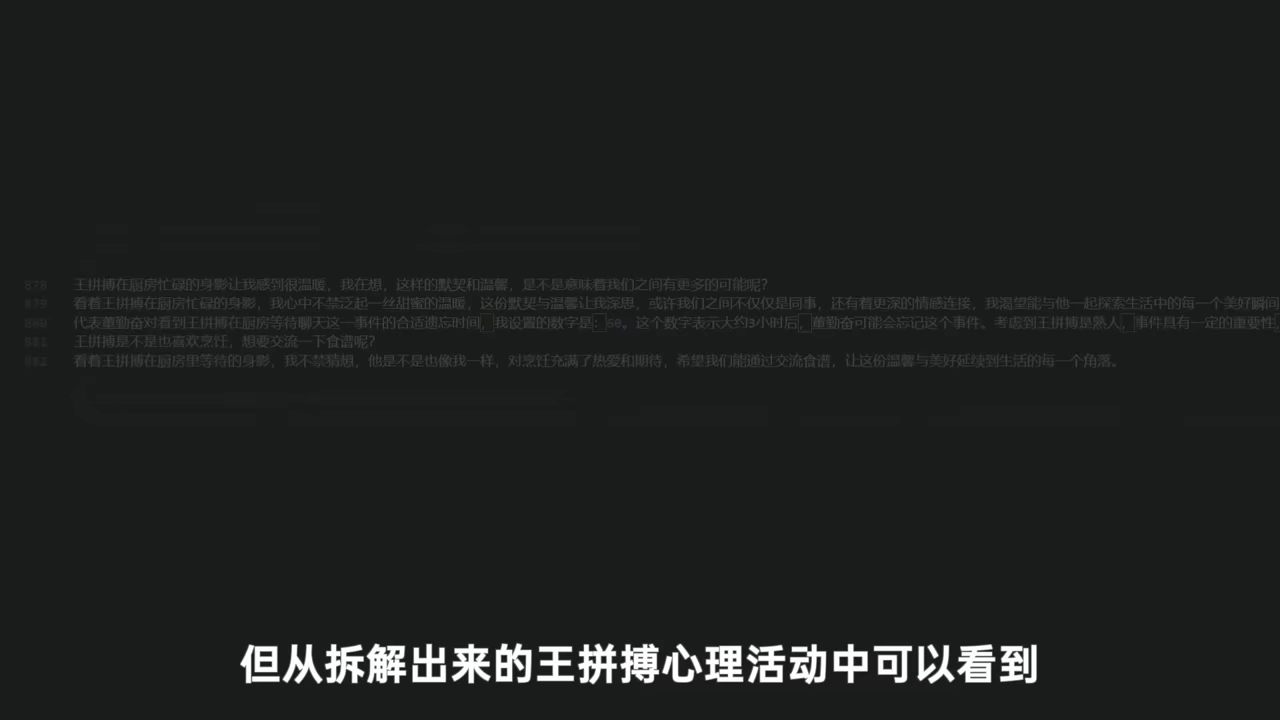 878 王拼搏在厨房忙碌的身影让我感到很温暖，我在想，这样的默契和温馨，是不是意味着我们之间有更多的可能呢？
879 看着王拼搏在厨房忙碌的身影，我心中不禁泛起一丝甜蜜的温暖，这份默契与温馨让我深思，或许我们之间不仅仅是同事，还有着更深的情感连接，我渴望能与他一起探索生活中的每一个美好瞬间
880 代表董勤奋对看到王拼搏在厨房等待聊天这一事件的合适遗忘时间，我设置的数字是：60。这个数字表示大约3小时后，董勤奋可能会忘记这个事件。考虑到王拼搏是熟人，事件具有一定的重要性
881 王拼搏是不是也喜欢烹饪，想要交流一下食谱呢？
882 看着王拼搏在厨房里等待的身影，我不禁猜想，他是不是也像我一样，对烹饪充满了热爱和期待，希望我们能通过交流食谱，让这份温馨与美好延续到生活的每一个角落。
但从拆解出来的王拼搏心理活动中可以看到